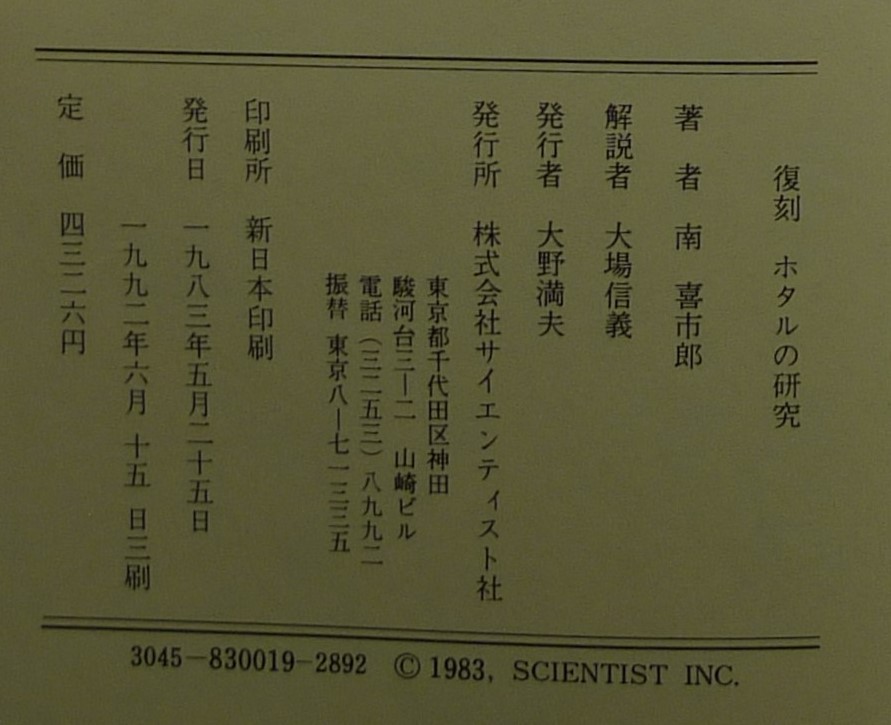 復刻 ホタルの研究
著者 南 喜市郎
解説者 大場信義
発行者 大野満夫
発行所 株式会社サイエンティスト社
東京都千代田区神田
駿河台三―二 山崎ビル
電話（三二五三）八九九二
振替 東京八―七一三三五
印刷所 新日本印刷
発行日 一九八三年五月二十五日
一九九二年六月 十五 日三刷
定価 四三二六円
3045-830019-2892 © 1983, SCIENTIST INC.